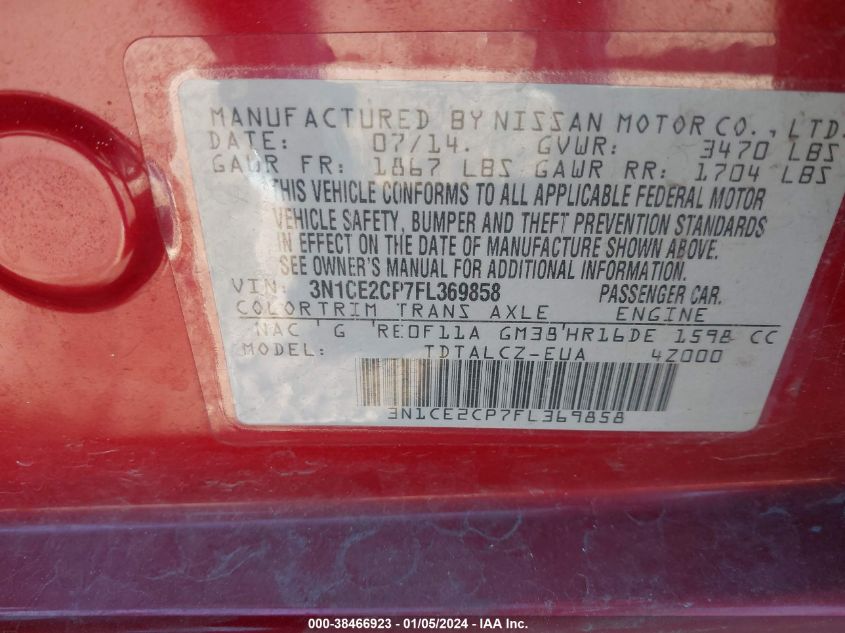 MANUFACTURED BY NISSAN MOTOR CO., LTD.
DATE: 07/14. GVWR: 3470 LBS
GAWR FR: 1867 LBS GAWR RR: 1704 LBS
THIS VEHICLE CONFORMS TO ALL APPLICABLE FEDERAL MOTOR
VEHICLE SAFETY, BUMPER AND THEFT PREVENTION STANDARDS
IN EFFECT ON THE DATE OF MANUFACTURE SHOWN ABOVE.
SEE OWNER'S MANUAL FOR ADDITIONAL INFORMATION.
VIN: 3N1CE2CP7FL369858 PASSENGER CAR.
COLOR TRIM TRANS AXLE ENGINE
NAC ' G 'RE0F11A GM38'HR16DE 1598 CC
MODEL: TDTALCZ-EUA 4Z000
3N1CE2CP7FL369858
000-38466923 - 01/05/2024 - IAA Inc.